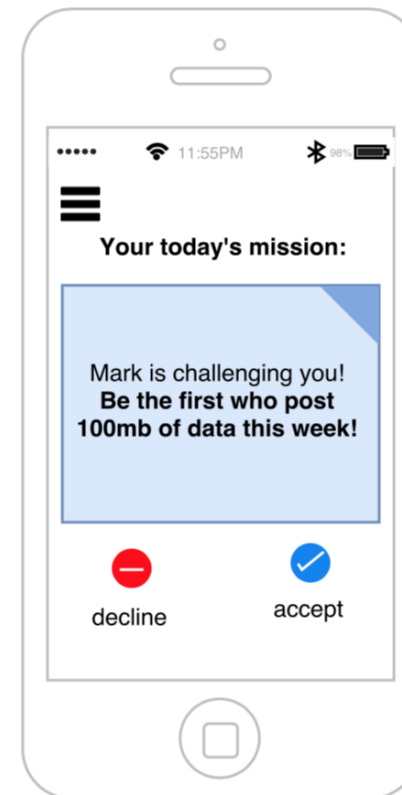 11:55PM 98%
Your today's mission:
Mark is challenging you!
Be the first who post
100mb of data this week!
decline accept